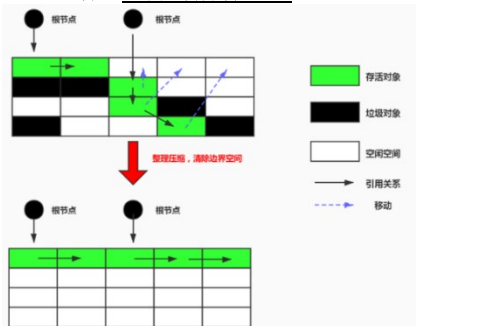 根节点
根节点
存活对象
垃圾对象
整理压缩，清除边界空间
空闲空间
引用关系
移动
根节点
根节点